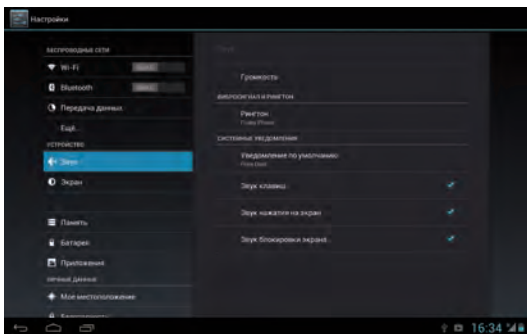 Настройки
БЕСПРОВОДНЫЕ СЕТИ
Wi-Fi
Bluetooth
Передача данных
Ещё...
УСТРОЙСТВО
Звук
Экран
Память
Батарея
Приложения
ЛИЧНЫЕ ДАННЫЕ
Мое местоположение
Безопасность
Громкость
ВИБРОСИГНАЛ И РИНГТОН
Рингтон
СИСТЕМНЫЕ УВЕДОМЛЕНИЯ
Уведомление по умолчанию
Звук клавиш
Звук нажатия на экран
Звук блокировки экрана
16:34